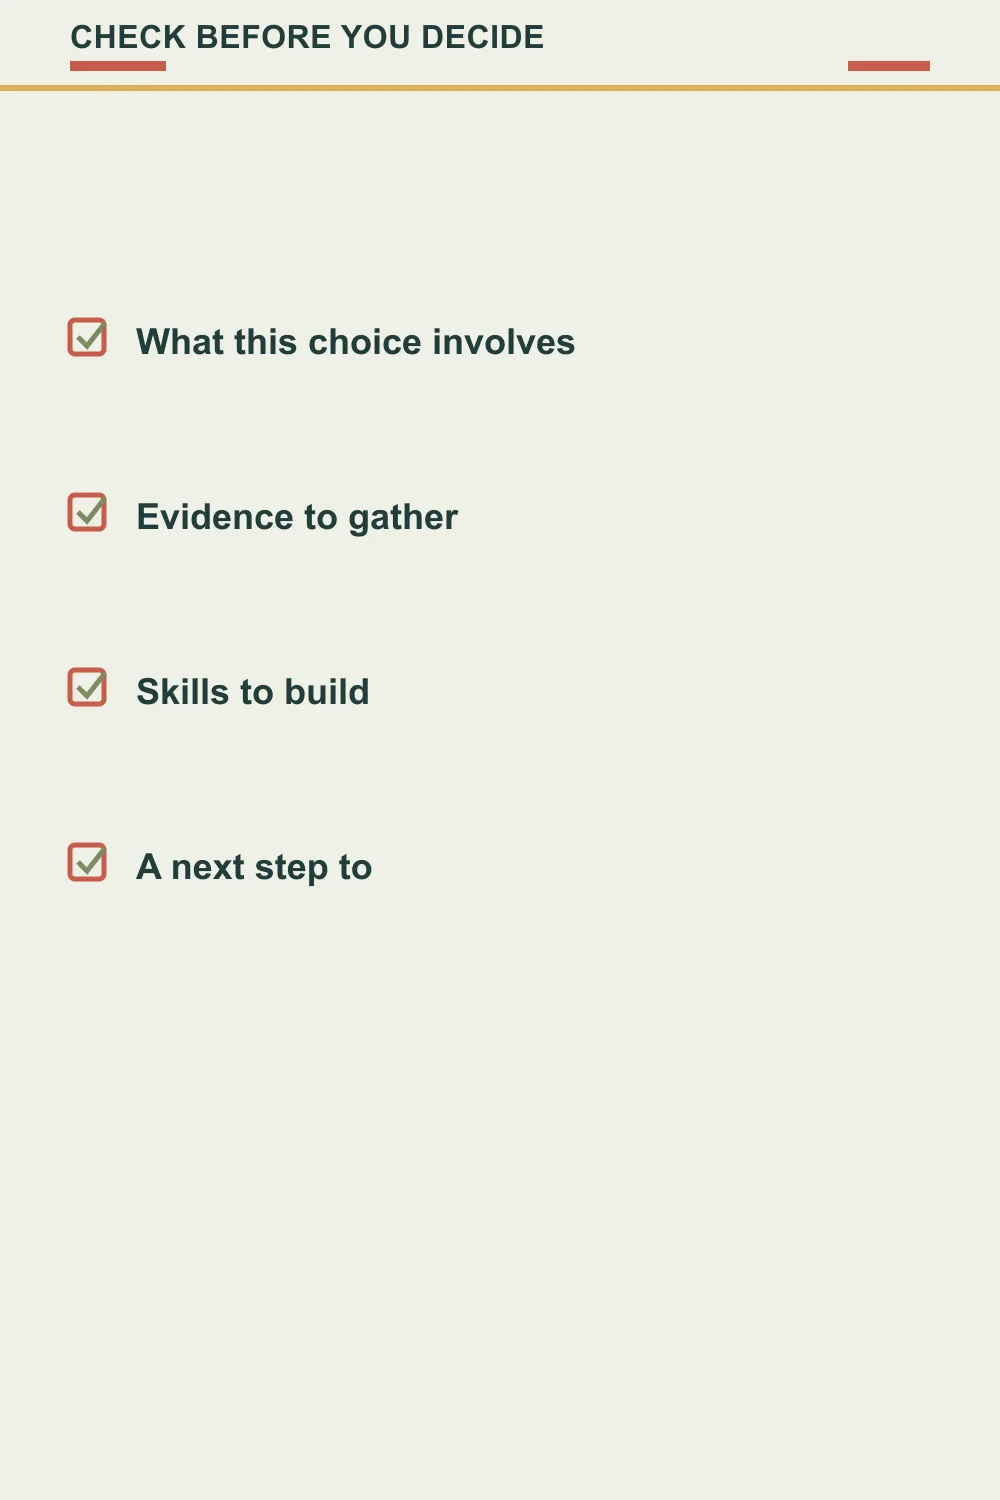 CHECK BEFORE YOU DECIDE
What this choice involves
Evidence to gather
Skills to build
A next step to